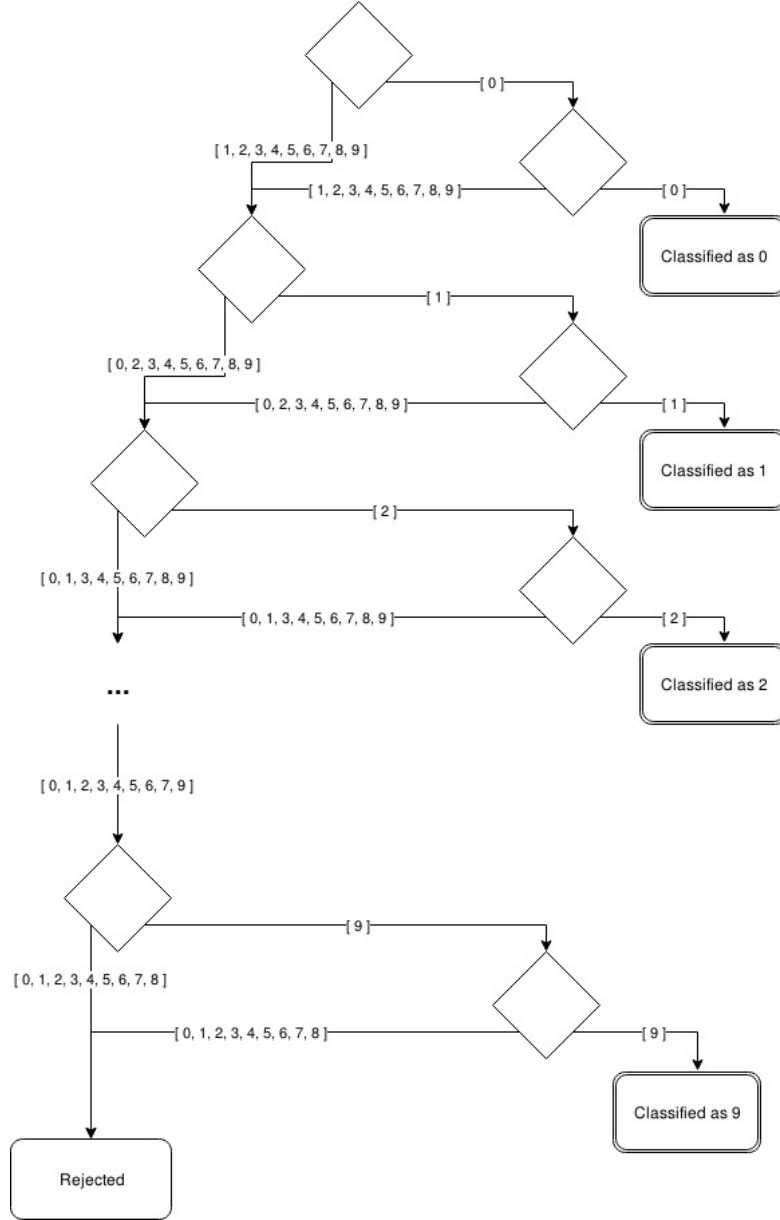 [ 0 ]
[ 1, 2, 3, 4, 5, 6, 7, 8, 9 ]
[ 1, 2, 3, 4, 5, 6, 7, 8, 9 ]
[ 0 ]
Classified as 0
[ 1 ]
[ 0, 2, 3, 4, 5, 6, 7, 8, 9 ]
[ 0, 2, 3, 4, 5, 6, 7, 8, 9 ]
[ 1 ]
Classified as 1
[ 2 ]
[ 0, 1, 3, 4, 5, 6, 7, 8, 9 ]
[ 0, 1, 3, 4, 5, 6, 7, 8, 9 ]
[ 2 ]
Classified as 2
...
[ 0, 1, 2, 3, 4, 5, 6, 7, 9 ]
[ 9 ]
[ 0, 1, 2, 3, 4, 5, 6, 7, 8 ]
[ 0, 1, 2, 3, 4, 5, 6, 7, 8 ]
[ 9 ]
Classified as 9
Rejected